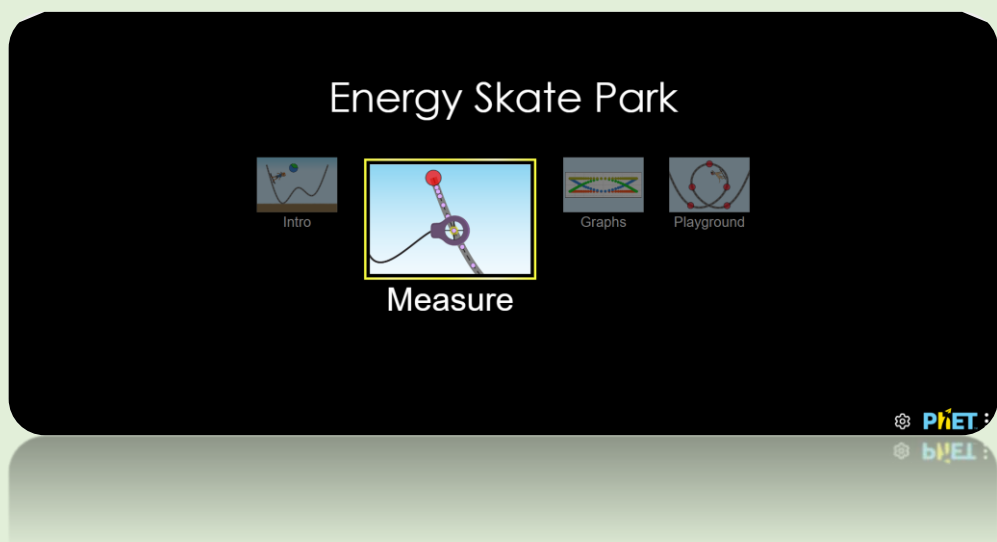 Energy Skate Park
Intro
Measure
Graphs
Playground
PhET